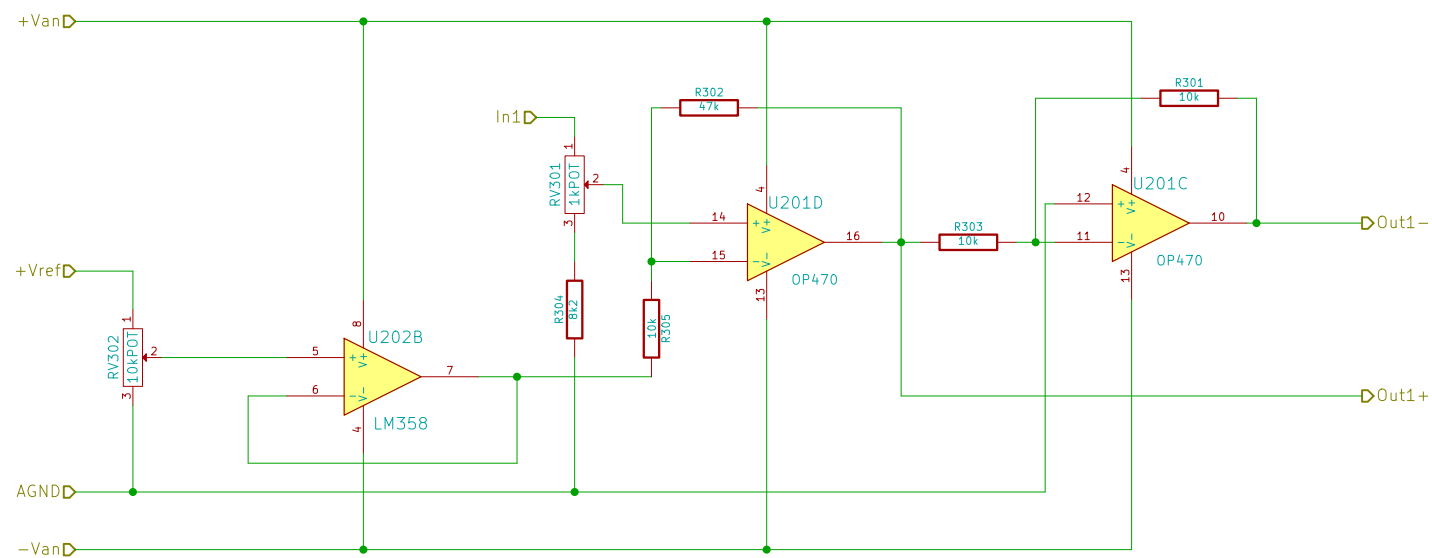 +Van
R302
47k
R301
10k
In1
1
RV301
1kPOT
2
3
4
U201D
14
+
V+
15
-
V-
16
OP470
13
R303
10k
4
U201C
12
+
V+
11
-
V-
10
OP470
13
Out1-
+Vref
1
RV302
10kPOT
2
3
8
U202B
5
+
V+
6
-
V-
7
LM358
4
R304
8k2
10k
R305
Out1+
AGND
-Van